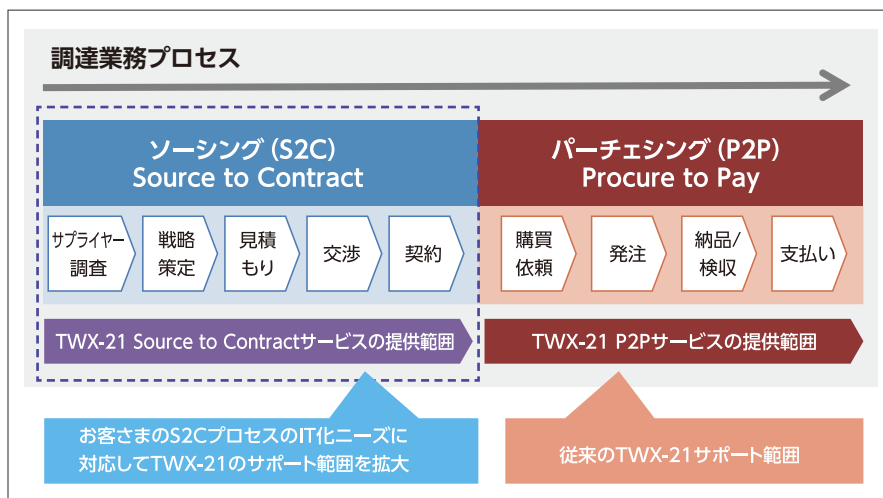 調達業務プロセス
ソーシング（S2C）
Source to Contract
パーチェシング（P2P）
Procure to Pay
サプライヤー
調査
戦略
策定
見積
もり
交渉
契約
購買
依頼
発注
納品/
検収
支払い
TWX-21 Source to Contractサービスの提供範囲
TWX-21 P2Pサービスの提供範囲
お客さまのS2CプロセスのIT化ニーズに
対応してTWX-21のサポート範囲を拡大
従来のTWX-21サポート範囲